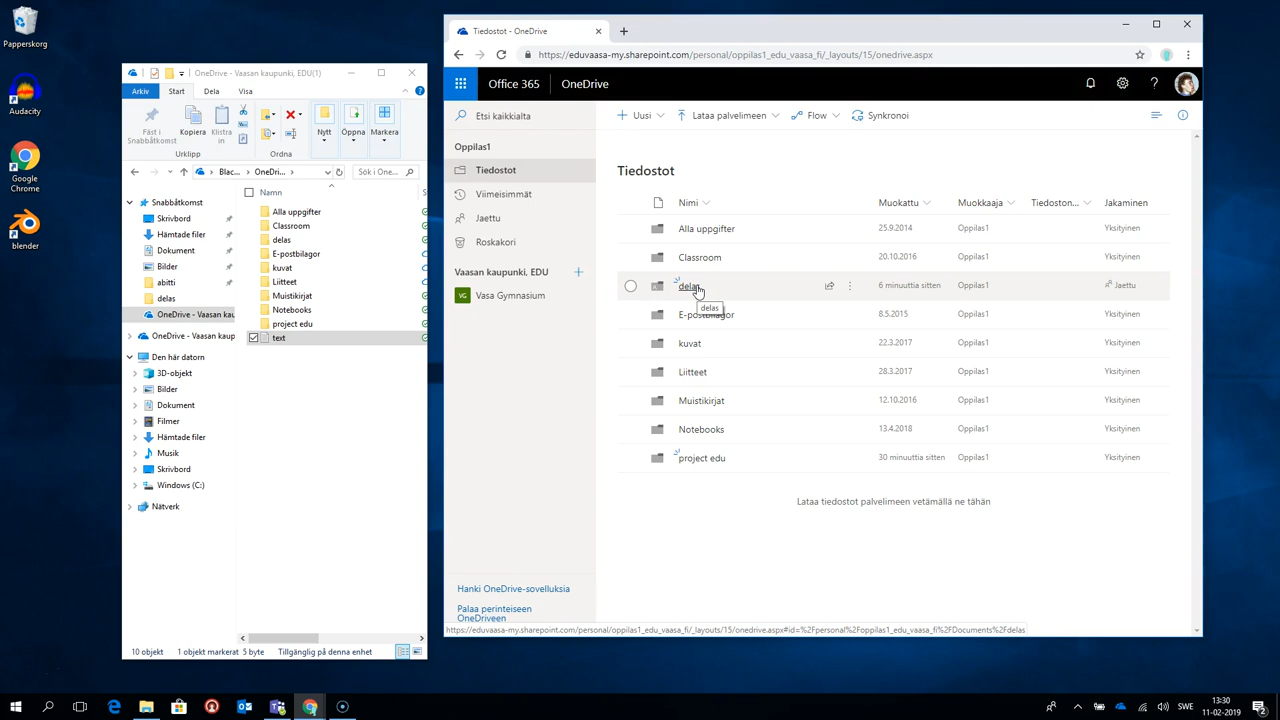 Papperskorg
Audacity
Google
Chrome
blender
OneDrive - Vaasan kaupunki, EDU(1)
Arkiv Start Dela Visa
Fäst i
Snabbåtkomst
Kopiera
Klistra
in
Nytt
Öppna
Markera
Urklipp
Ordna
Blac...
OneDri...
Sök i One...
Namn
S
Snabbåtkomst
Skrivbord
Hämtade filer
Dokument
Bilder
abitti
delas
OneDrive - Vaasan kau
OneDrive - Vaasan kaup
Den här datorn
3D-objekt
Bilder
Dokument
Filmer
Hämtade filer
Musik
Skrivbord
Windows (C:)
Nätverk
Alla uppgifter
Classroom
delas
E-postbilagor
kuvat
Liitteet
Muistikirjat
Notebooks
project edu
text
10 objekt 1 objekt markerat 5 byte Tillgänglig på denna enhet
Tiedostot - OneDrive
https://eduvaasa-my.sharepoint.com/personal/oppilas1_edu_vaasa_fi/_layouts/15/onedrive.aspx
Office 365 OneDrive
Etsi kaikkialta
Uusi Lataa palvelimeen Flow Synkronoi
Oppilas1
Tiedostot
Viimeisimmät
Jaettu
Roskakori
Vaasan kaupunki, EDU
VG Vasa Gymnasium
Hanki OneDrive-sovelluksia
Palaa perinteiseen
OneDriveen
Tiedostot
Nimi Muokattu Muokkaaja Tiedoston... Jakaminen
Alla uppgifter 25.9.2014 Oppilas1 Yksityinen
Classroom 20.10.2016 Oppilas1 Yksityinen
delas 6 minuuttia sitten Oppilas1 Jaettu
delas
E-postbilagor 8.5.2015 Oppilas1 Yksityinen
kuvat 22.3.2017 Oppilas1 Yksityinen
Liitteet 28.3.2017 Oppilas1 Yksityinen
Muistikirjat 12.10.2016 Oppilas1 Yksityinen
Notebooks 13.4.2018 Oppilas1 Yksityinen
project edu 30 minuuttia sitten Oppilas1 Yksityinen
Lataa tiedostot palvelimeen vetämällä ne tähän
https://eduvaasa-my.sharepoint.com/personal/oppilas1_edu_vaasa_fi/_layouts/15/onedrive.aspx#id=%2Fpersonal%2Foppilas1_edu_vaasa_fi%2FDocuments%2Fdelas
SWE
13:30
11-02-2019
2